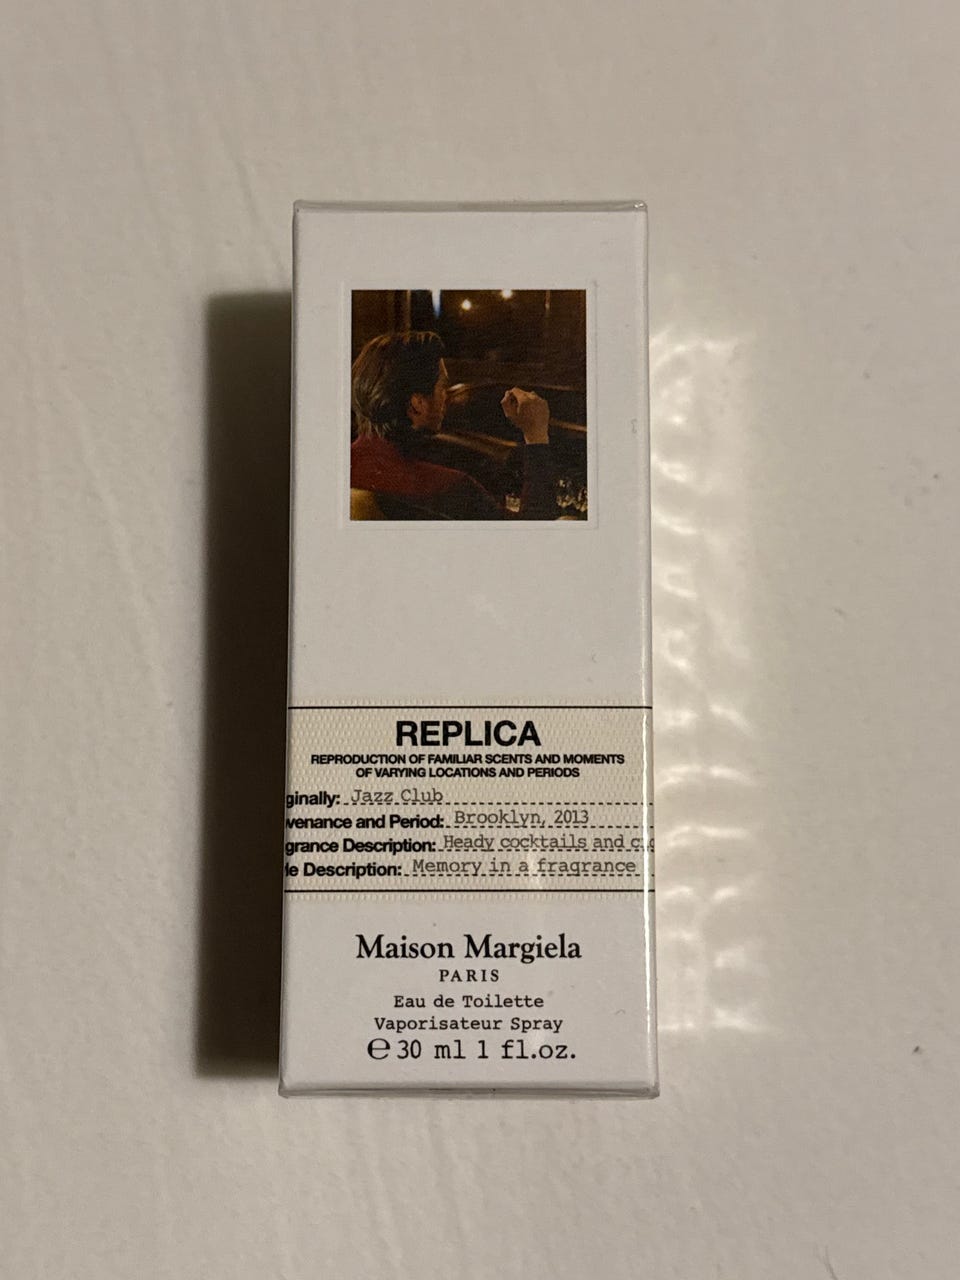 REPLICA
REPRODUCTION OF FAMILIAR SCENTS AND MOMENTS
OF VARYING LOCATIONS AND PERIODS
ginally: Jazz Club
venance and Period: Brooklyn, 2013
grance Description: Heady cocktails and
le Description: Memory in a fragrance
Maison Margiela
PARIS
Eau de Toilette
Vaporisateur Spray
℮ 30 ml 1 fl.oz.